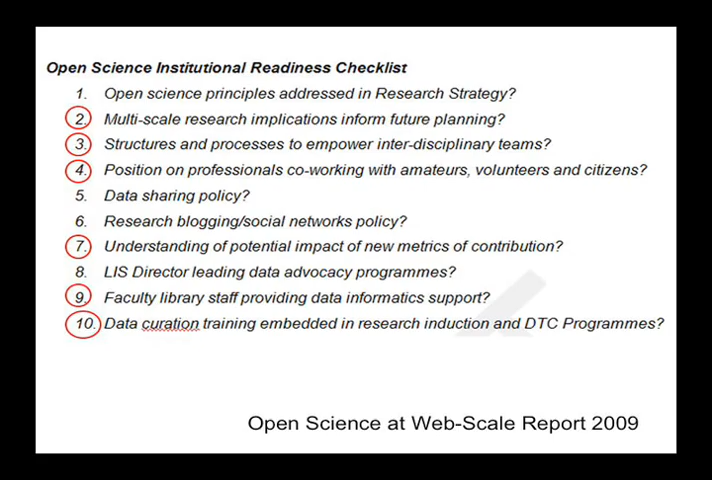 Open Science Institutional Readiness Checklist
1. Open science principles addressed in Research Strategy?
2. Multi-scale research implications inform future planning?
3. Structures and processes to empower inter-disciplinary teams?
4. Position on professionals co-working with amateurs, volunteers and citizens?
5. Data sharing policy?
6. Research blogging/social networks policy?
7. Understanding of potential impact of new metrics of contribution?
8. LIS Director leading data advocacy programmes?
9. Faculty library staff providing data informatics support?
10. Data curation training embedded in research induction and DTC Programmes?
Open Science at Web-Scale Report 2009